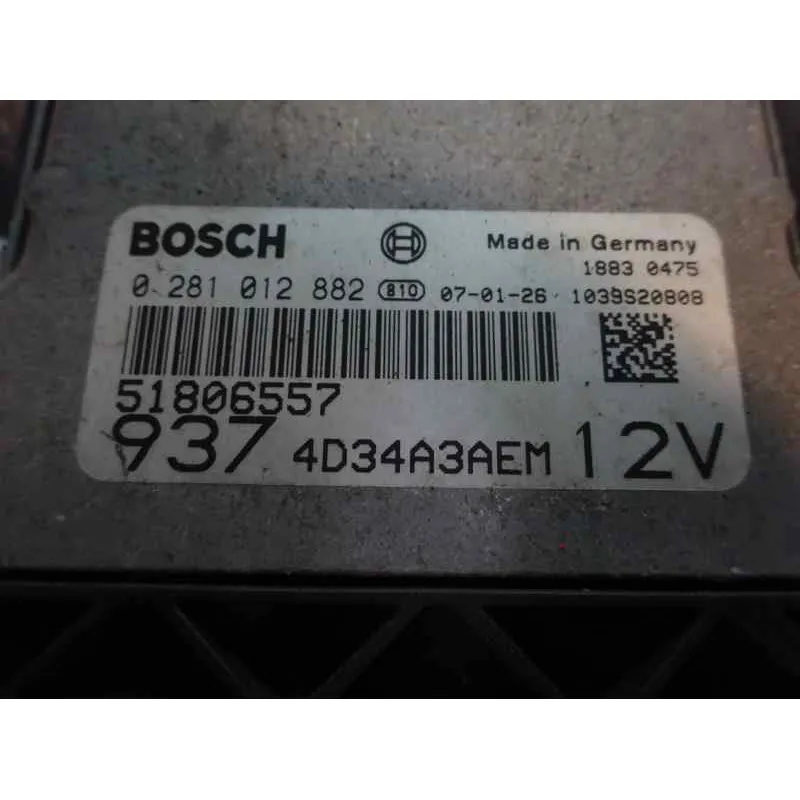 BOSCH Made in Germany
1883 0475
0 281 012 882 810 07-01-26 1039S20808
51806557
937 4D34A3AEM 12V